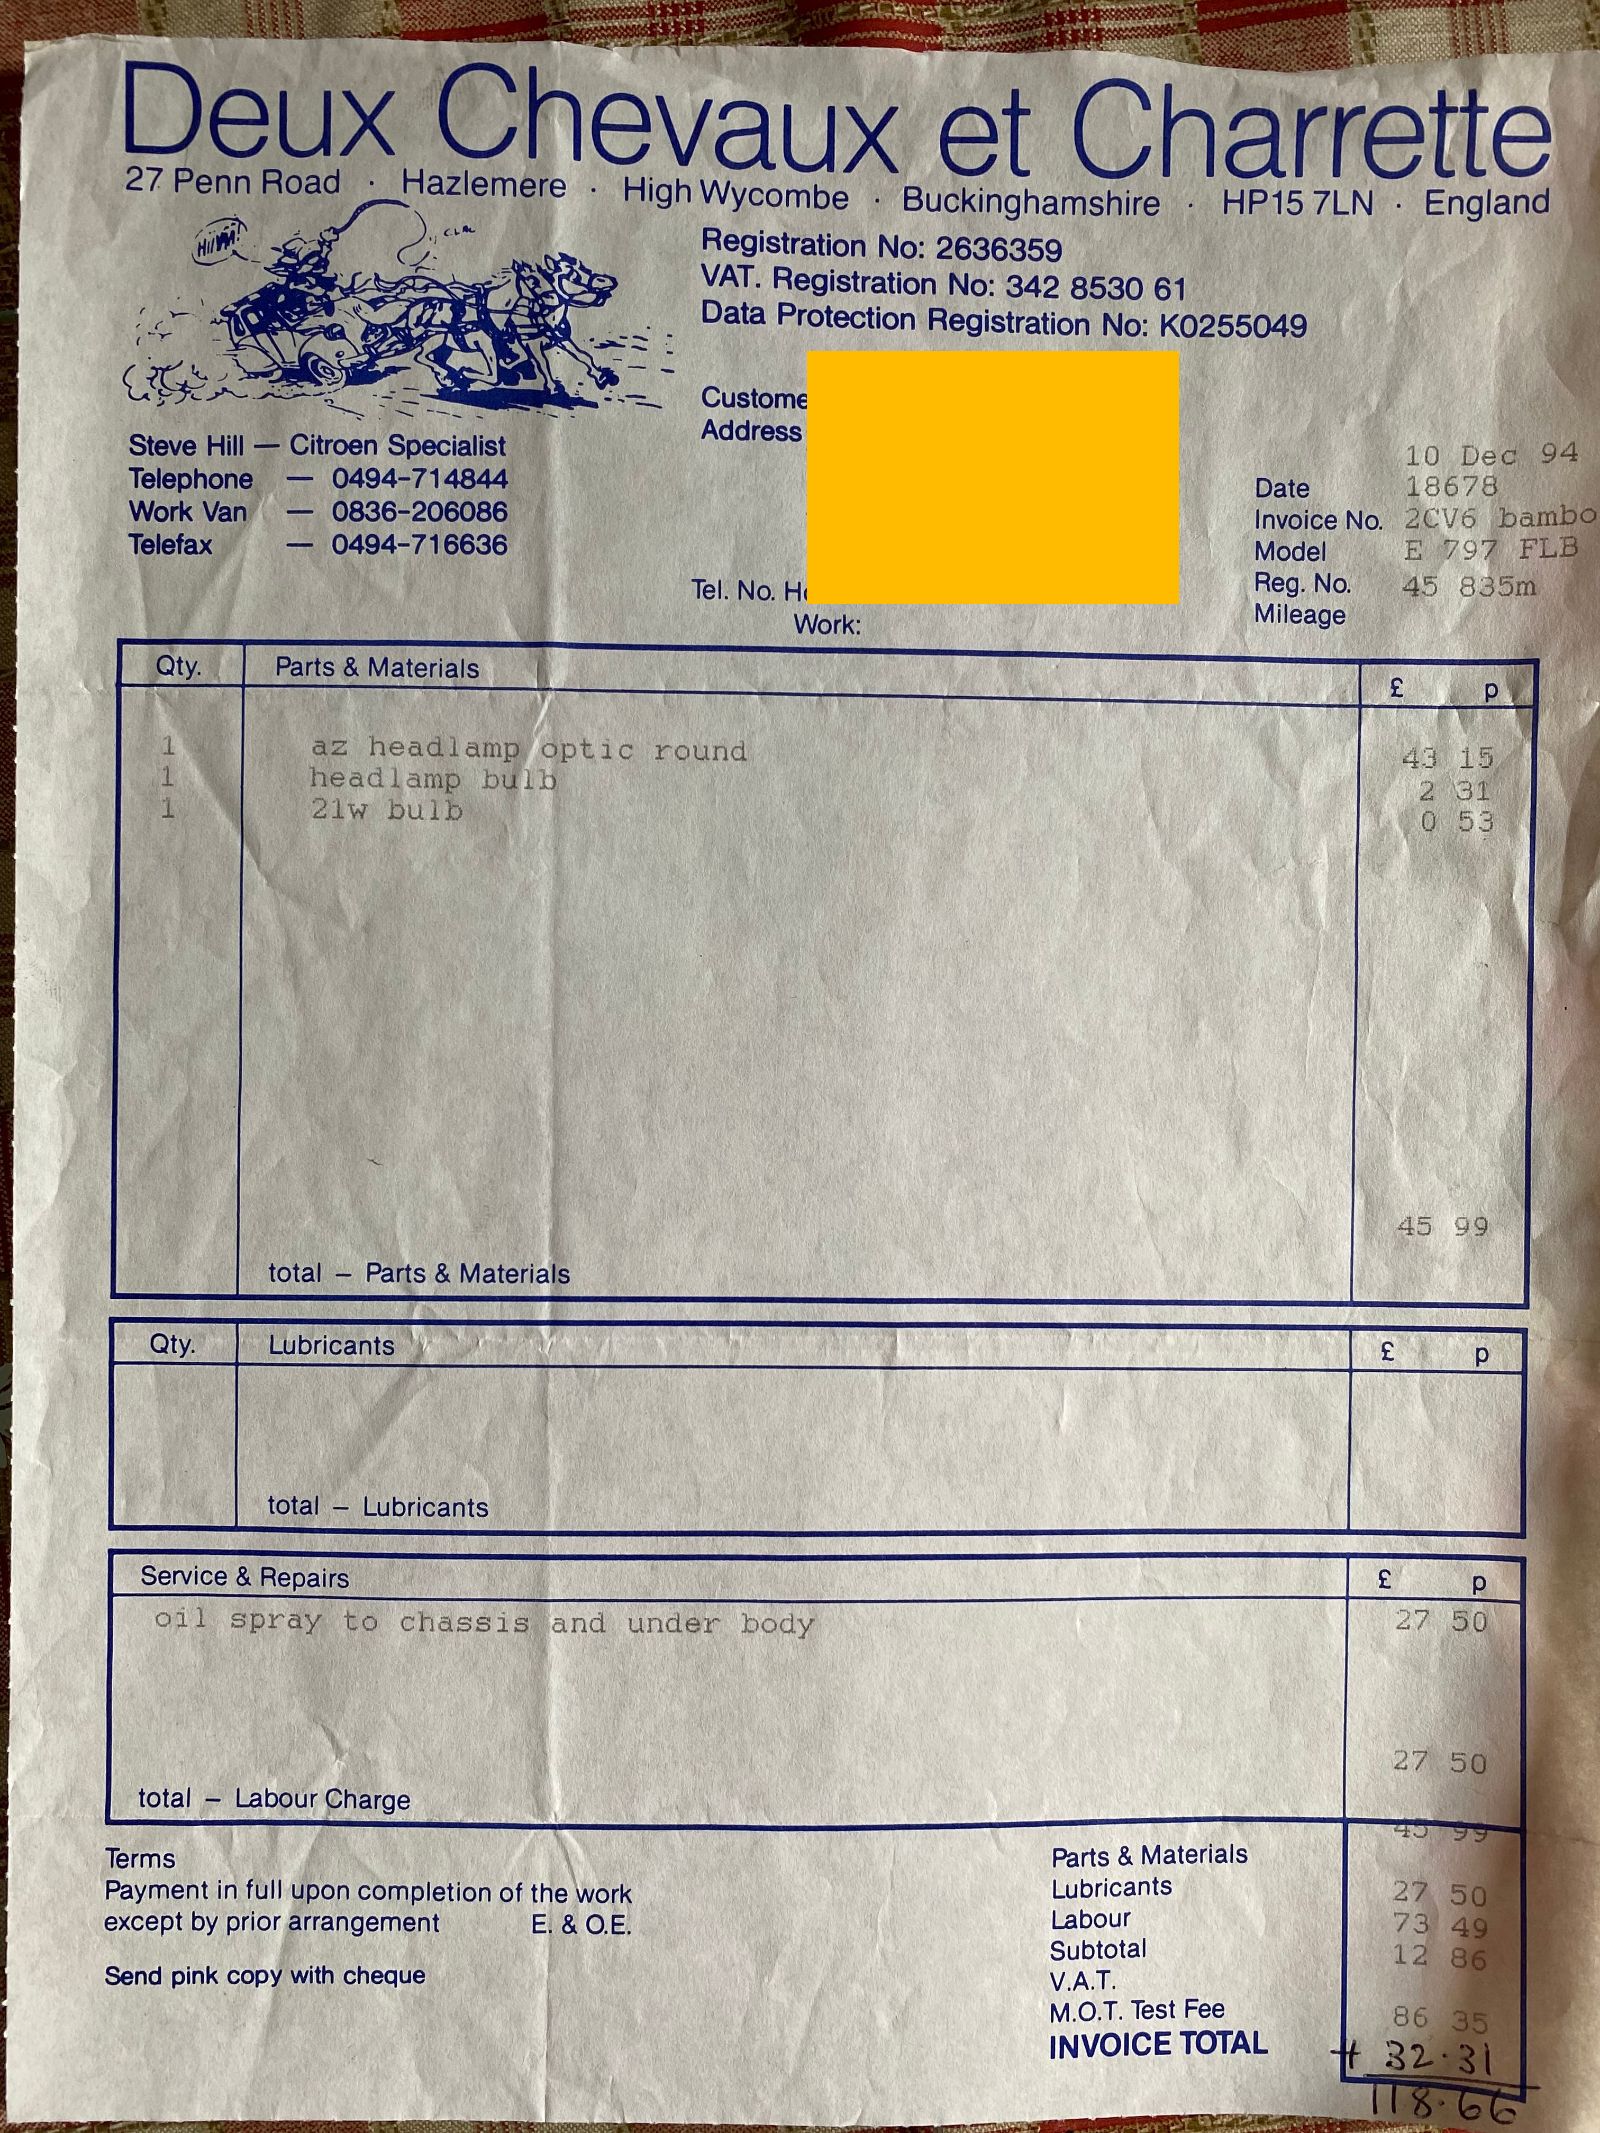 Deux Chevaux et Charrette
27 Penn Road · Hazlemere · High Wycombe · Buckinghamshire · HP15 7LN · England
Registration No: 2636359
VAT. Registration No: 342 8530 61
Data Protection Registration No: K0255049
Steve Hill — Citroen Specialist
Telephone — 0494-714844
Work Van — 0836-206086
Telefax — 0494-716636
Custome
Address
Tel. No. H
Work:
10 Dec 94
Date 18678
Invoice No. 2CV6 bambo
Model E 797 FLB
Reg. No. 45 835m
Mileage
Qty. Parts & Materials £ p
1 az headlamp optic round 43 15
1 headlamp bulb 2 31
1 21w bulb 0 53
45 99
total – Parts & Materials
Qty. Lubricants £ p
total – Lubricants
Service & Repairs £ p
oil spray to chassis and under body 27 50
27 50
total – Labour Charge
Terms
Payment in full upon completion of the work
except by prior arrangement E. & O.E.
Send pink copy with cheque
45 99
Parts & Materials
Lubricants 27 50
Labour 73 49
Subtotal 12 86
V.A.T.
M.O.T. Test Fee 86 35
INVOICE TOTAL + 32·31
118·66